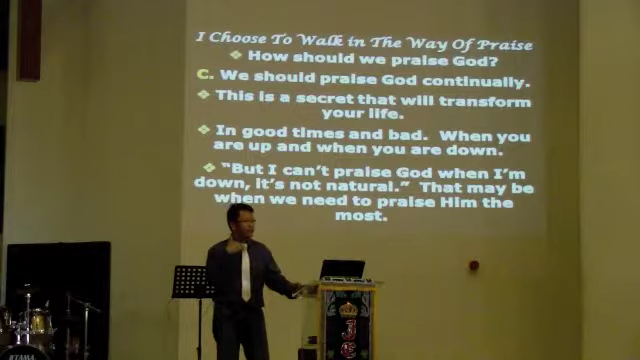 I Choose To Walk in The Way Of Praise
❖ How should we praise God?
C. We should praise God continually.
❖ This is a secret that will transform
your life.
❖ In good times and bad. When you
are up and when you are down.
❖ “But I can’t praise God when I’m
down, it’s not natural.” That may be
when we need to praise Him the
most.
TAMA